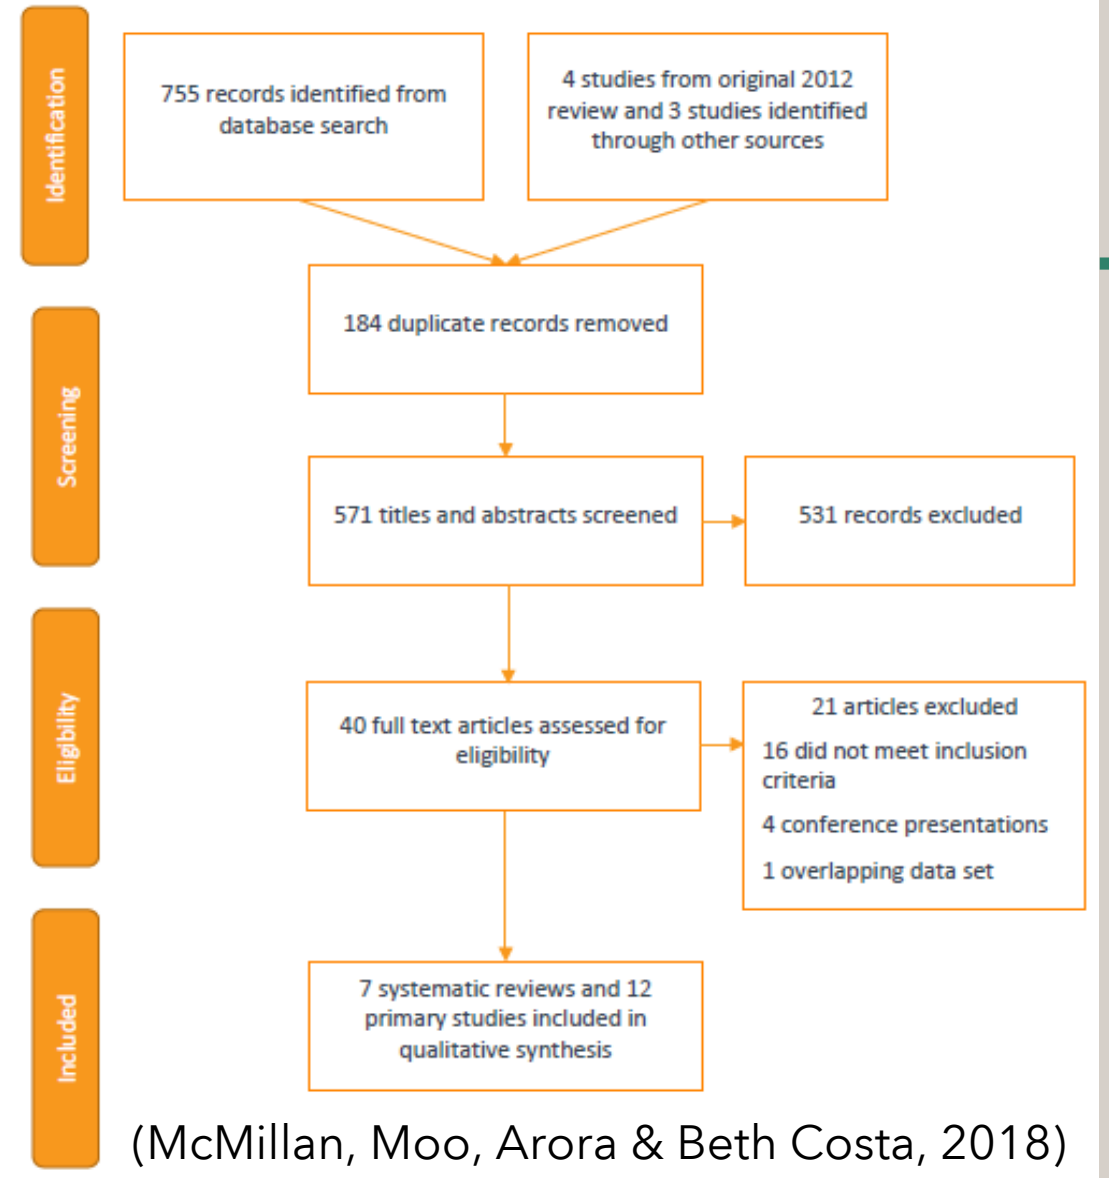 Identification
755 records identified from
database search
4 studies from original 2012
review and 3 studies identified
through other sources
184 duplicate records removed
Screening
571 titles and abstracts screened
531 records excluded
Eligibility
40 full text articles assessed for
eligibility
21 articles excluded
16 did not meet inclusion
criteria
4 conference presentations
1 overlapping data set
Included
7 systematic reviews and 12
primary studies included in
qualitative synthesis
(McMillan, Moo, Arora & Beth Costa, 2018)